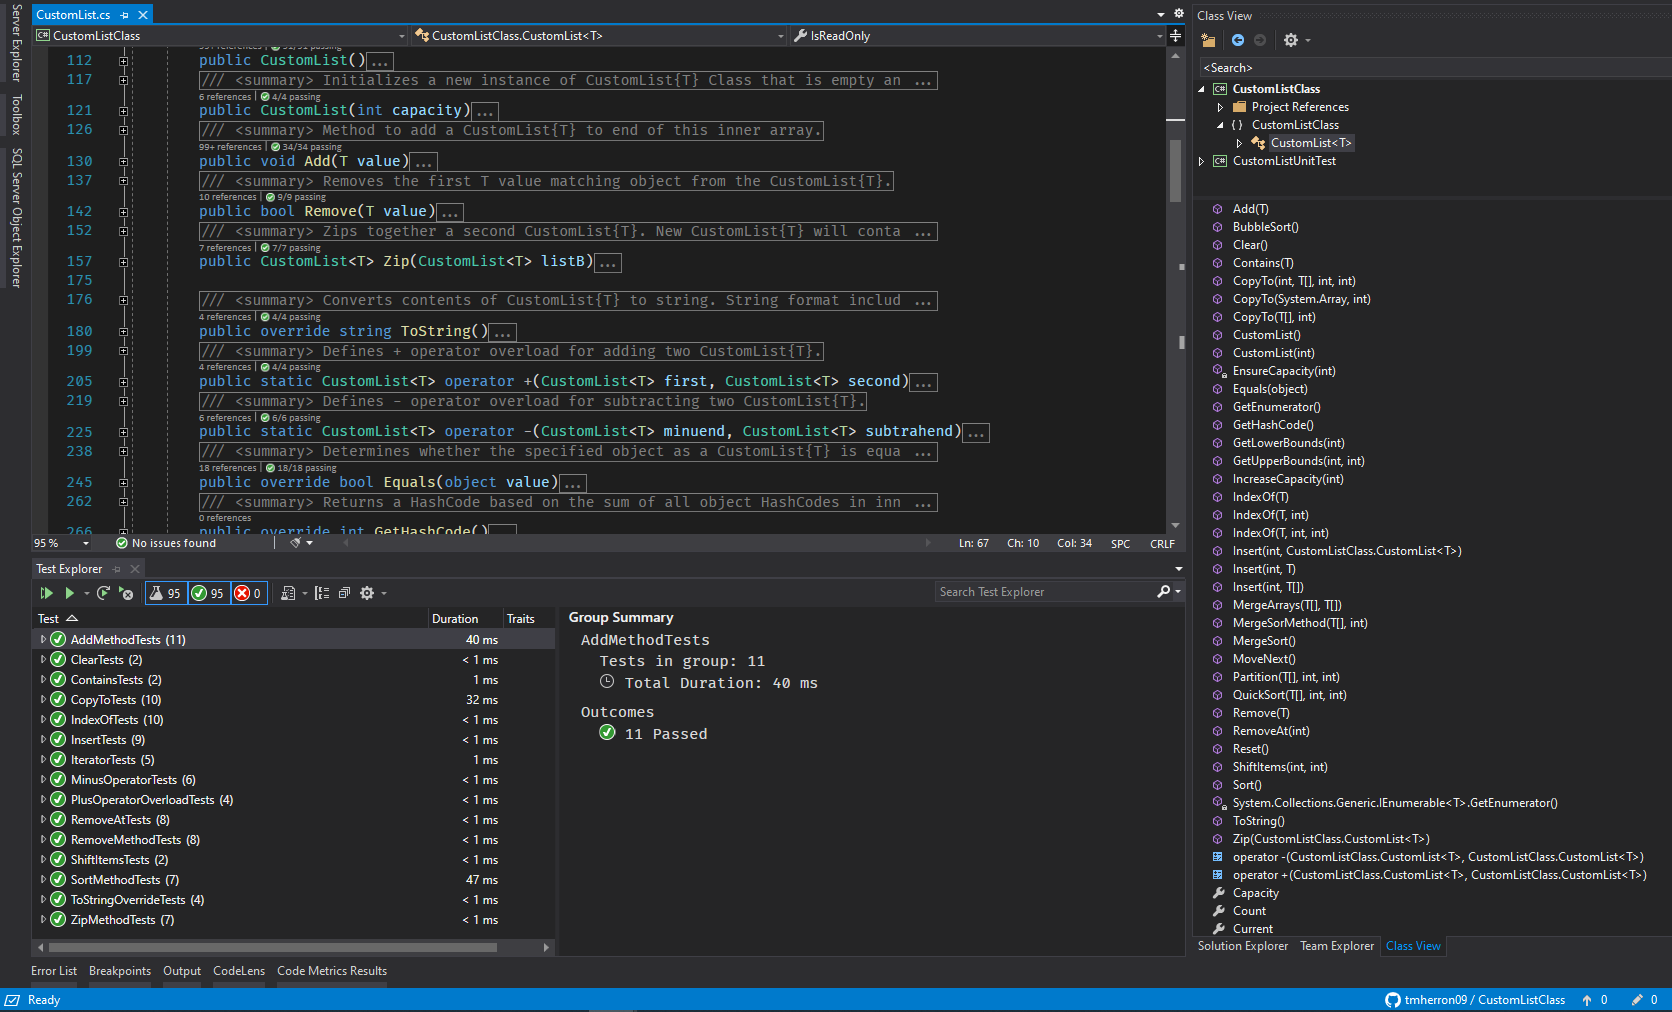 Server Explorer
Toolbox
SQL Server Object Explorer
CustomList.cs
CustomListClass
CustomListClass.CustomList<T>
IsReadOnly
112 public CustomList()...
117 /// <summary> Initializes a new instance of CustomList{T} Class that is empty an ...
6 references | 4/4 passing
121 public CustomList(int capacity)...
126 /// <summary> Method to add a CustomList{T} to end of this inner array.
99+ references | 34/34 passing
130 public void Add(T value)...
137 /// <summary> Removes the first T value matching object from the CustomList{T}.
10 references | 9/9 passing
142 public bool Remove(T value)...
152 /// <summary> Zips together a second CustomList{T}. New CustomList{T} will conta ...
7 references | 7/7 passing
157 public CustomList<T> Zip(CustomList<T> listB)...
175
176 /// <summary> Converts contents of CustomList{T} to string. String format includ ...
4 references | 4/4 passing
180 public override string ToString()...
199 /// <summary> Defines + operator overload for adding two CustomList{T}.
4 references | 4/4 passing
205 public static CustomList<T> operator +(CustomList<T> first, CustomList<T> second)...
219 /// <summary> Defines - operator overload for subtracting two CustomList{T}.
6 references | 6/6 passing
225 public static CustomList<T> operator -(CustomList<T> minuend, CustomList<T> subtrahend)...
238 /// <summary> Determines whether the specified object as a CustomList{T} is equa ...
18 references | 18/18 passing
245 public override bool Equals(object value)...
262 /// <summary> Returns a HashCode based on the sum of all object HashCodes in inn ...
0 references
266 public override int GetHashCode()
95 %
No issues found
Ln: 67 Ch: 10 Col: 34 SPC CRLF
Test Explorer
95 95 0
Search Test Explorer
Test Duration Traits
AddMethodTests (11) 40 ms
ClearTests (2) < 1 ms
ContainsTests (2) 1 ms
CopyToTests (10) 32 ms
IndexOfTests (10) < 1 ms
InsertTests (9) < 1 ms
IteratorTests (5) 1 ms
MinusOperatorTests (6) < 1 ms
PlusOperatorOverloadTests (4) < 1 ms
RemoveAtTests (8) < 1 ms
RemoveMethodTests (8) < 1 ms
ShiftItemsTests (2) < 1 ms
SortMethodTests (7) 47 ms
ToStringOverrideTests (4) < 1 ms
ZipMethodTests (7) < 1 ms
Group Summary
AddMethodTests
Tests in group: 11
Total Duration: 40 ms
Outcomes
11 Passed
Error List Breakpoints Output CodeLens Code Metrics Results
Class View
<Search>
CustomListClass
Project References
CustomListClass
CustomList<T>
CustomListUnitTest
Add(T)
BubbleSort()
Clear()
Contains(T)
CopyTo(int, T[], int, int)
CopyTo(System.Array, int)
CopyTo(T[], int)
CustomList()
CustomList(int)
EnsureCapacity(int)
Equals(object)
GetEnumerator()
GetHashCode()
GetLowerBounds(int)
GetUpperBounds(int, int)
IncreaseCapacity(int)
IndexOf(T)
IndexOf(T, int)
IndexOf(T, int, int)
Insert(int, CustomListClass.CustomList<T>)
Insert(int, T)
Insert(int, T[])
MergeArrays(T[], T[])
MergeSorMethod(T[], int)
MergeSort()
MoveNext()
Partition(T[], int, int)
QuickSort(T[], int, int)
Remove(T)
RemoveAt(int)
Reset()
ShiftItems(int, int)
Sort()
System.Collections.Generic.IEnumerable<T>.GetEnumerator()
ToString()
Zip(CustomListClass.CustomList<T>)
operator -(CustomListClass.CustomList<T>, CustomListClass.CustomList<T>)
operator +(CustomListClass.CustomList<T>, CustomListClass.CustomList<T>)
Capacity
Count
Current
Solution Explorer Team Explorer Class View
Ready
tmherron09 / CustomListClass 0 0